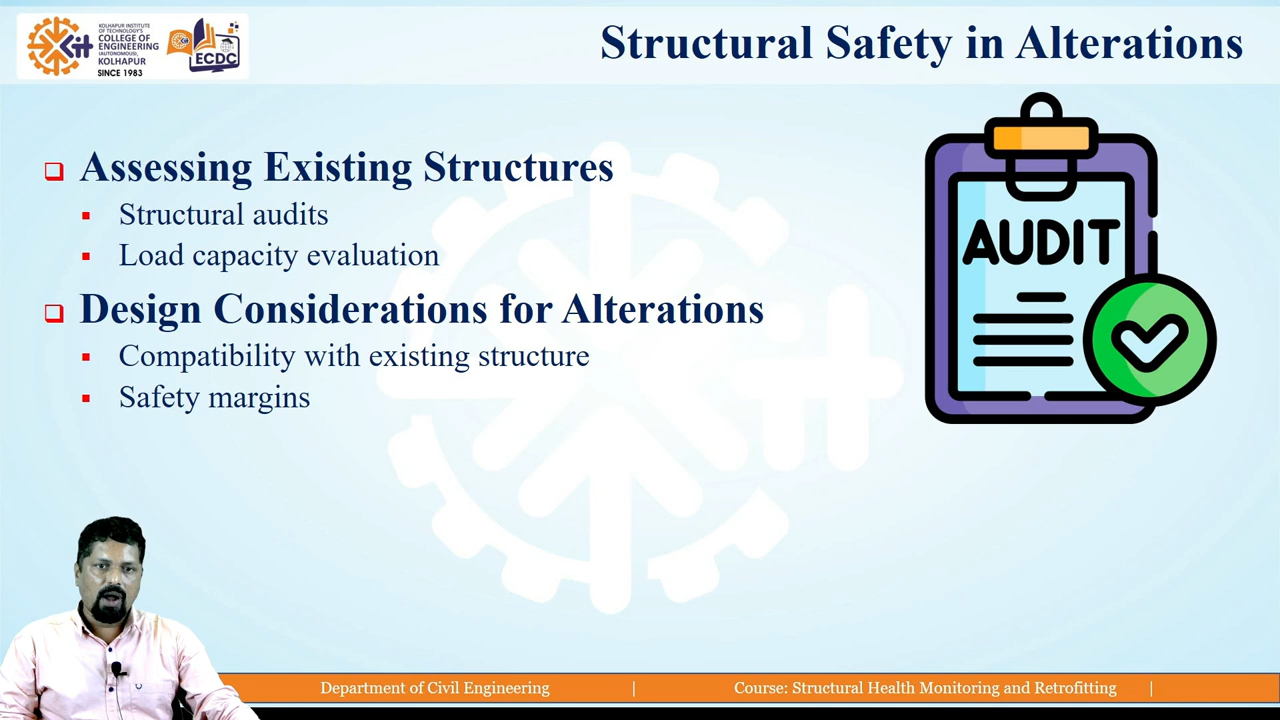 KOLHAPUR INSTITUTE
OF TECHNOLOGY'S
COLLEGE OF
ENGINEERING
(AUTONOMOUS),
KOLHAPUR
SINCE 1983
ECDC
Structural Safety in Alterations
Assessing Existing Structures
Structural audits
Load capacity evaluation
Design Considerations for Alterations
Compatibility with existing structure
Safety margins
AUDIT
Department of Civil Engineering | Course: Structural Health Monitoring and Retrofitting |